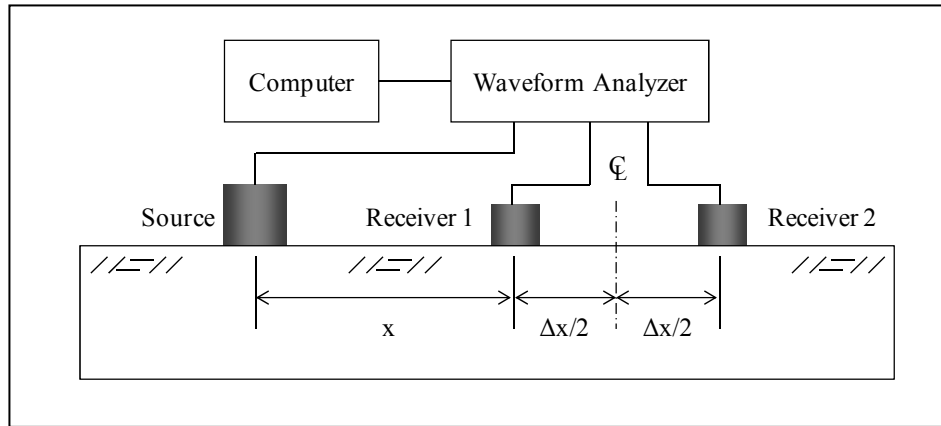 Computer
Waveform Analyzer
℄
Source
Receiver 1
Receiver 2
x
Δx/2
Δx/2